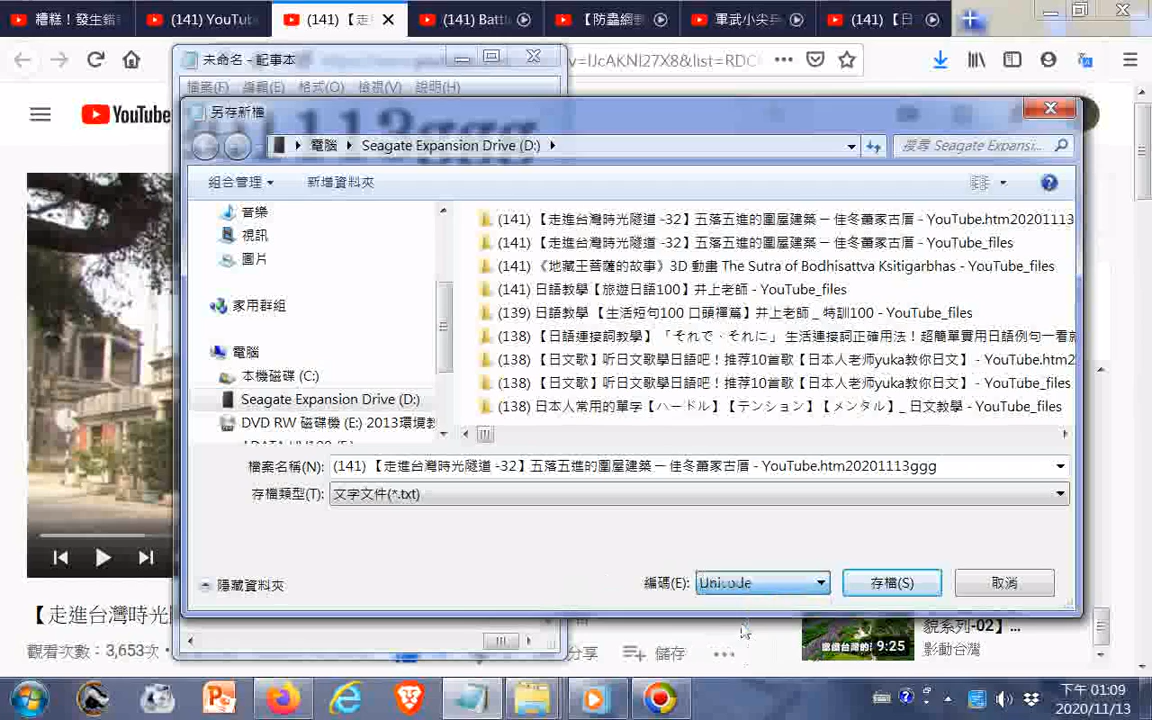 糟糕！發生錯
(141) YouTub
(141) 【走
(141) Battl
【防蟲網
軍武小尖兵
(141) 【日
未命名 - 記事本
=IJcAKNI27X8&list=RDC
檔案(F) 編輯(E) 格式(O) 檢視(V) 說明(H)
YouTube
另存新檔
電腦 Seagate Expansion Drive (D:)
搜尋 Seagate Expansi...
組合管理 新增資料夾
音樂
視訊
圖片
家用群組
電腦
本機磁碟 (C:)
Seagate Expansion Drive (D:)
DVD RW 磁碟機 (E:) 2013環境教
(141) 【走進台灣時光隧道 -32】五落五進的圍屋建築 ─ 佳冬蕭家古厝 - YouTube.htm20201113
(141) 【走進台灣時光隧道 -32】五落五進的圍屋建築 ─ 佳冬蕭家古厝 - YouTube_files
(141) 《地藏王菩薩的故事》3D 動畫 The Sutra of Bodhisattva Ksitigarbhas - YouTube_files
(141) 日語教學【旅遊日語100】井上老師 - YouTube_files
(139) 日語教學 【生活短句100 口頭禪篇】井上老師 _ 特訓100 - YouTube_files
(138) 【日語連接詞教學】 「それで、それに」 生活連接詞正確用法！超簡單實用日語例句一看就
(138) 【日文歌】听日文歌學日語吧！推荐10首歌【日本人老师yuka教你日文】 - YouTube.htm2
(138) 【日文歌】听日文歌學日語吧！推荐10首歌【日本人老师yuka教你日文】 - YouTube_files
(138) 日本人常用的單字【ハードル】【テンション】【メンタル】_ 日文教學 - YouTube_files
檔案名稱(N): (141) 【走進台灣時光隧道 -32】五落五進的圍屋建築 ─ 佳冬蕭家古厝 - YouTube.htm20201113ggg
存檔類型(T): 文字文件(*.txt)
隱藏資料夾
編碼(E): Unicode
存檔(S) 取消
【走進台灣時光
觀看次數：3,653次
分享 儲存
9:25
貌系列-02】...
影動台灣
下午 01:09
2020/11/13